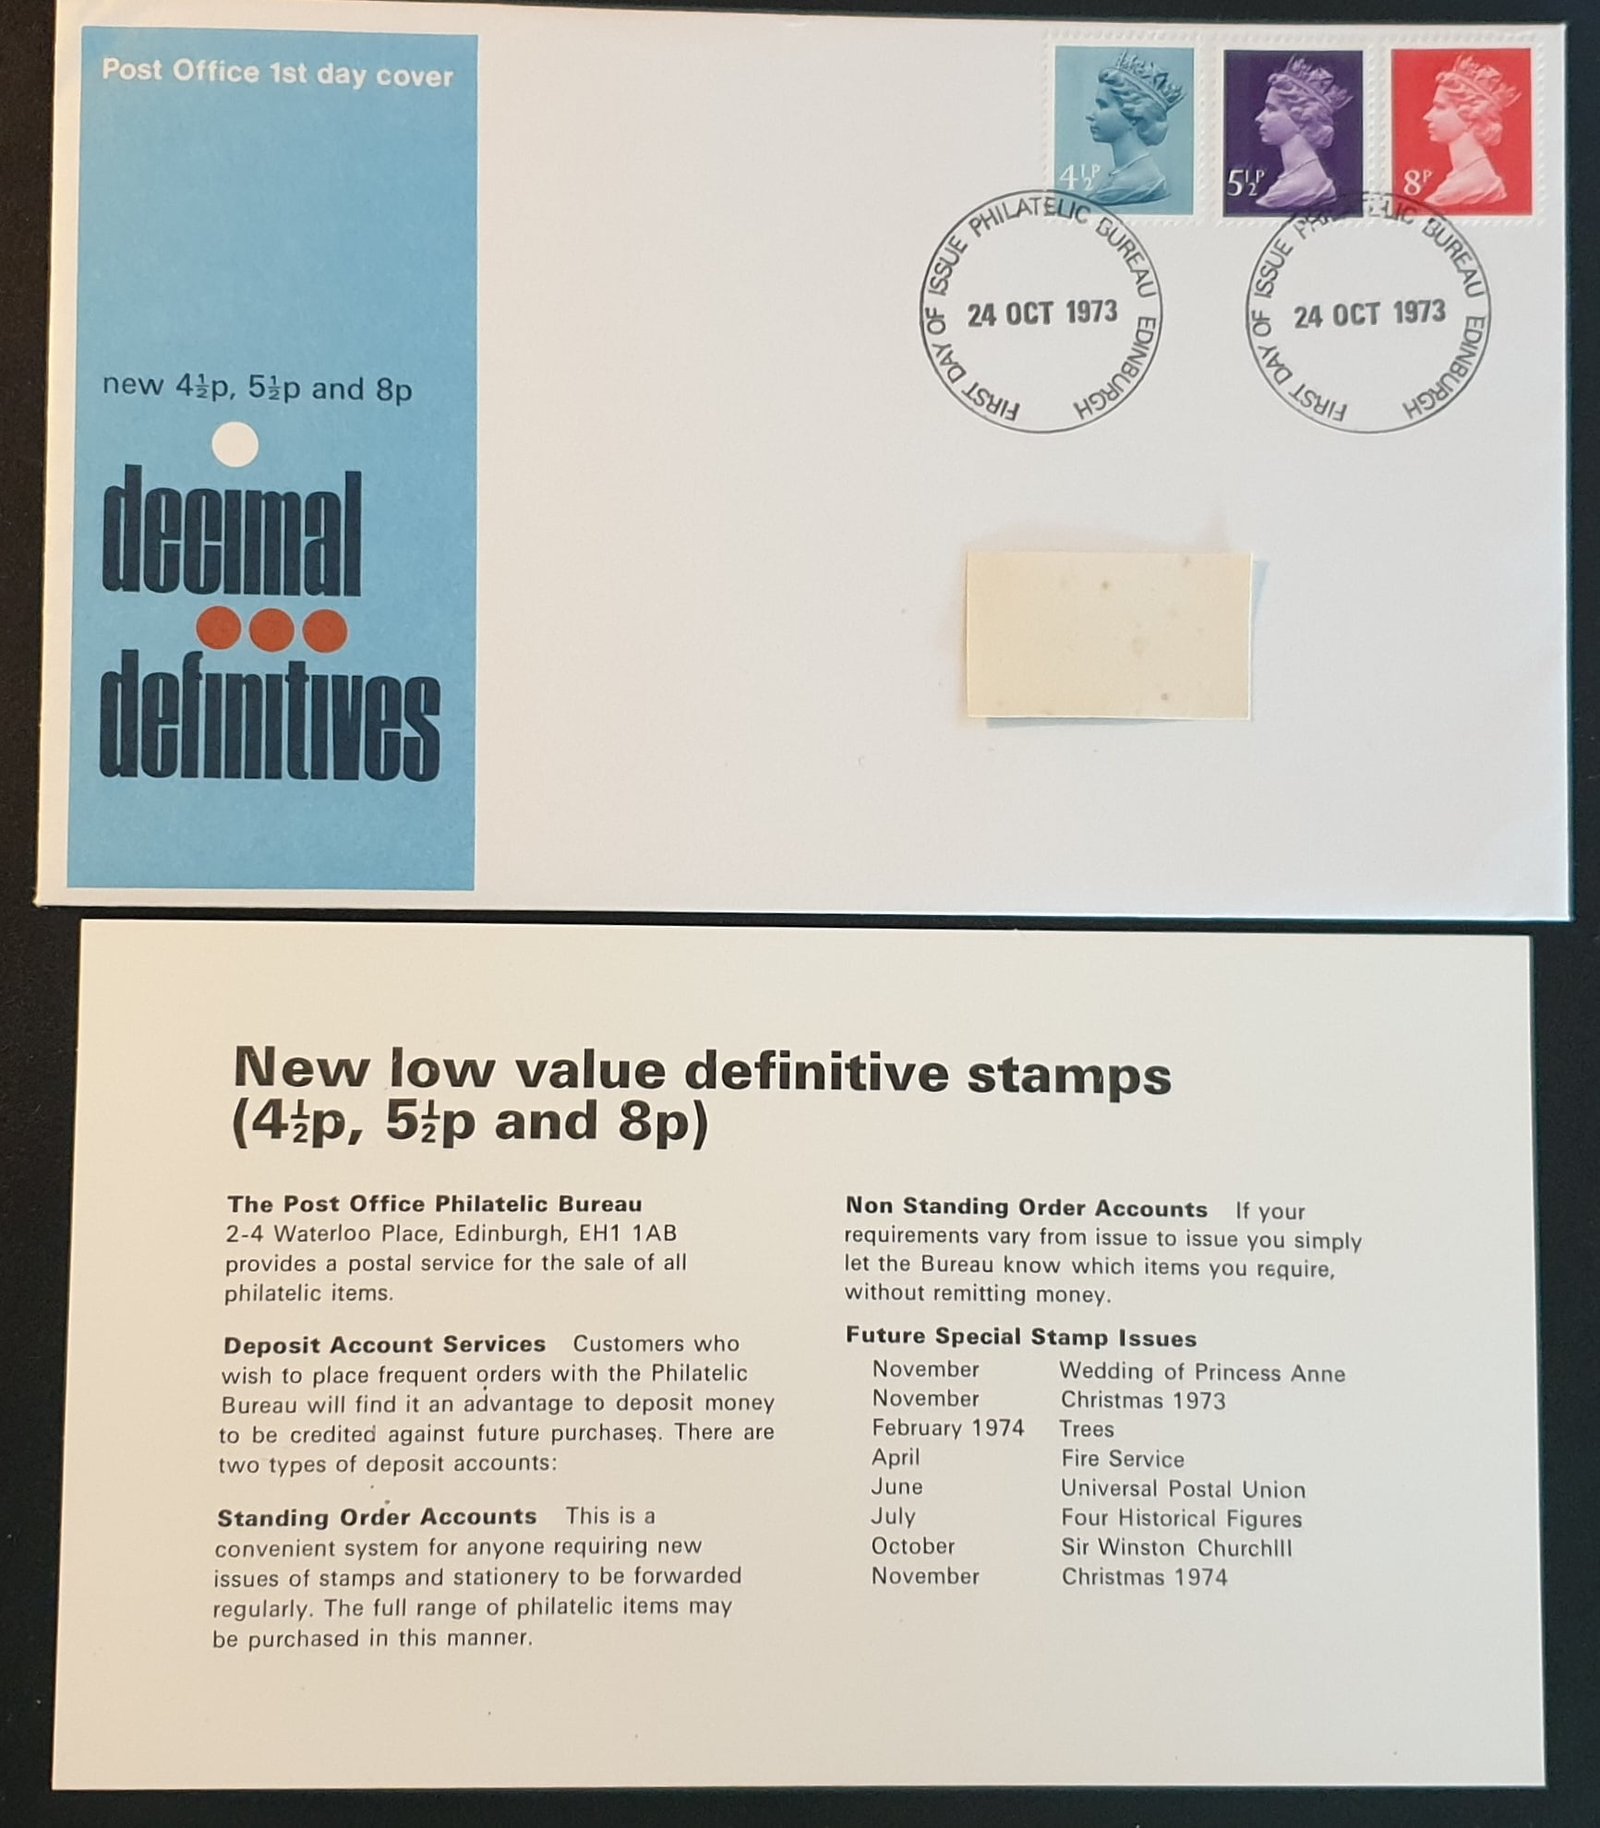 Post Office 1st day cover
new 4½p, 5½p and 8p
decimal
definitives
4½P
5½P
8P
FIRST DAY OF ISSUE PHILATELIC BUREAU EDINBURGH
24 OCT 1973
FIRST DAY OF ISSUE PHILATELIC BUREAU EDINBURGH
24 OCT 1973
New low value definitive stamps
(4½p, 5½p and 8p)
The Post Office Philatelic Bureau
2-4 Waterloo Place, Edinburgh, EH1 1AB
provides a postal service for the sale of all
philatelic items.
Deposit Account Services Customers who
wish to place frequent orders with the Philatelic
Bureau will find it an advantage to deposit money
to be credited against future purchases. There are
two types of deposit accounts:
Standing Order Accounts This is a
convenient system for anyone requiring new
issues of stamps and stationery to be forwarded
regularly. The full range of philatelic items may
be purchased in this manner.
Non Standing Order Accounts If your
requirements vary from issue to issue you simply
let the Bureau know which items you require,
without remitting money.
Future Special Stamp Issues
November Wedding of Princess Anne
November Christmas 1973
February 1974 Trees
April Fire Service
June Universal Postal Union
July Four Historical Figures
October Sir Winston Churchlll
November Christmas 1974